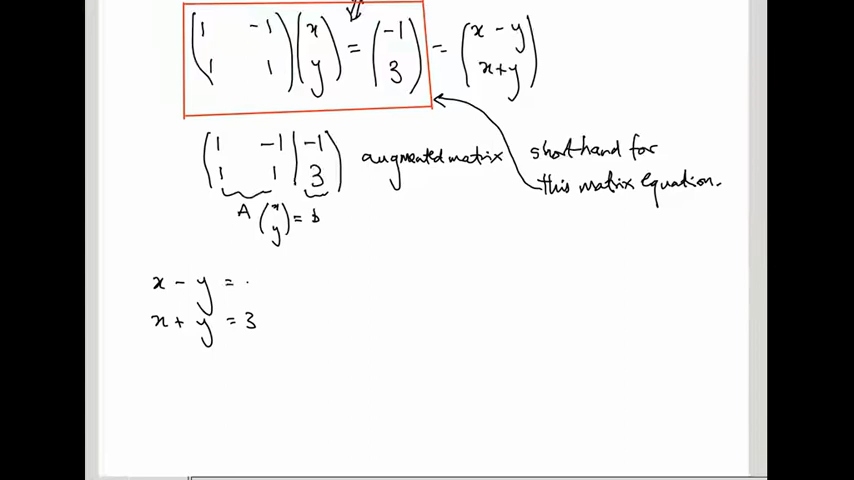 ( 1 -1 ) ( x ) = ( -1 ) = ( x - y )
( 1 1 ) ( y ) ( 3 ) ( x+y )
( 1 -1 | -1 ) augmented matrix shorthand for
( 1 1 | 3 ) this matrix equation.
A ( x y ) = b
x - y = ·
x + y = 3